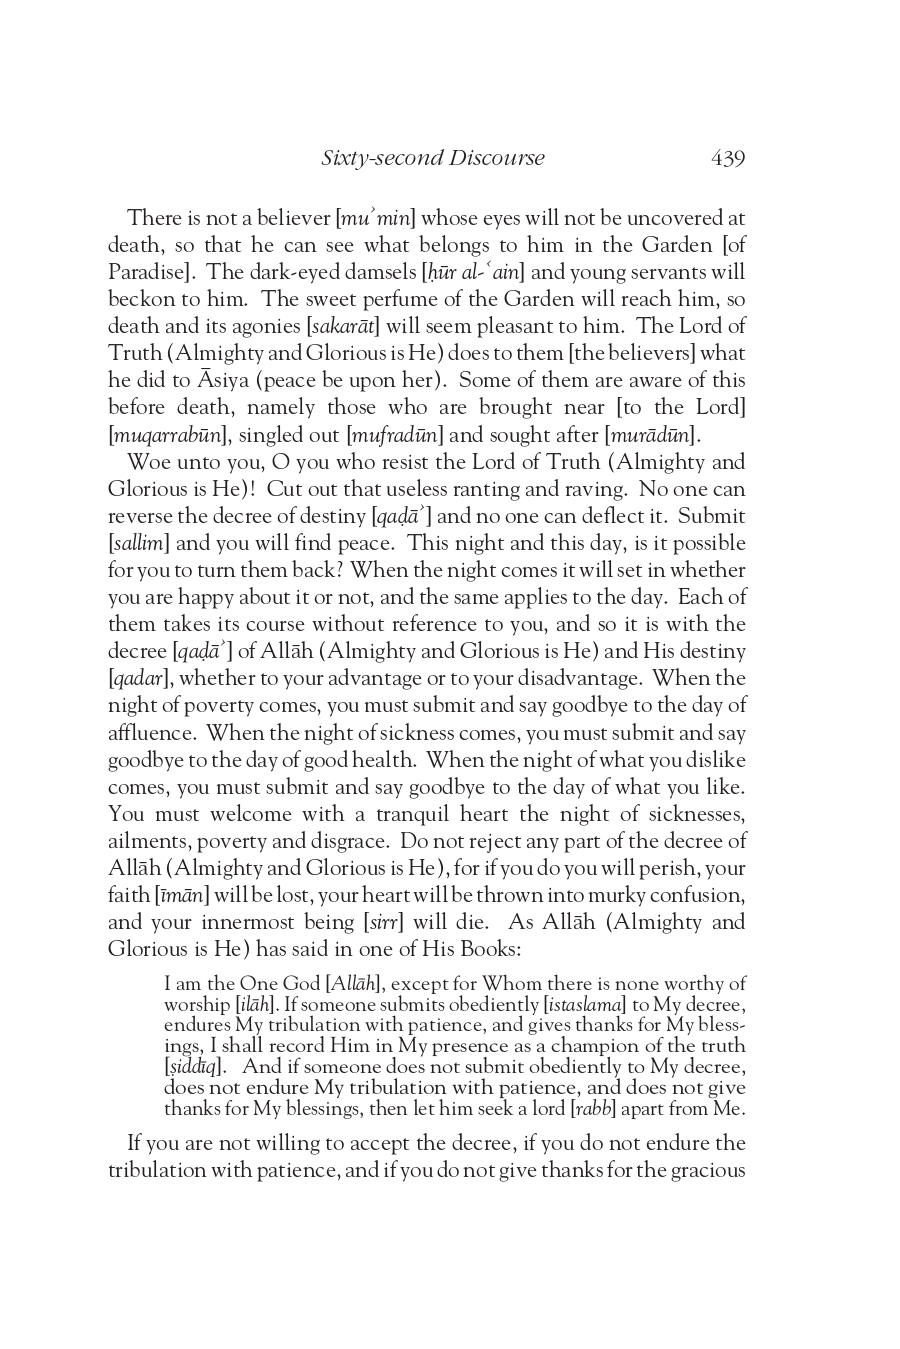 Sixty-second Discourse 439
There is not a believer [muʾmin] whose eyes will not be uncovered at
death, so that he can see what belongs to him in the Garden [of
Paradise]. The dark-eyed damsels [ḥūr al-ʿain] and young servants will
beckon to him. The sweet perfume of the Garden will reach him, so
death and its agonies [sakarāt] will seem pleasant to him. The Lord of
Truth (Almighty and Glorious is He) does to them [the believers] what
he did to Āsiya (peace be upon her). Some of them are aware of this
before death, namely those who are brought near [to the Lord]
[muqarrabūn], singled out [mufradūn] and sought after [murādūn].
Woe unto you, O you who resist the Lord of Truth (Almighty and
Glorious is He)! Cut out that useless ranting and raving. No one can
reverse the decree of destiny [qaḍāʾ] and no one can deflect it. Submit
[sallim] and you will find peace. This night and this day, is it possible
for you to turn them back? When the night comes it will set in whether
you are happy about it or not, and the same applies to the day. Each of
them takes its course without reference to you, and so it is with the
decree [qaḍāʾ] of Allāh (Almighty and Glorious is He) and His destiny
[qadar], whether to your advantage or to your disadvantage. When the
night of poverty comes, you must submit and say goodbye to the day of
affluence. When the night of sickness comes, you must submit and say
goodbye to the day of good health. When the night of what you dislike
comes, you must submit and say goodbye to the day of what you like.
You must welcome with a tranquil heart the night of sicknesses,
ailments, poverty and disgrace. Do not reject any part of the decree of
Allāh (Almighty and Glorious is He), for if you do you will perish, your
faith [īmān] will be lost, your heart will be thrown into murky confusion,
and your innermost being [sirr] will die. As Allāh (Almighty and
Glorious is He) has said in one of His Books:
I am the One God [Allāh], except for Whom there is none worthy of
worship [ilāh]. If someone submits obediently [istaslama] to My decree,
endures My tribulation with patience, and gives thanks for My bless-
ings, I shall record Him in My presence as a champion of the truth
[ṣiddīq]. And if someone does not submit obediently to My decree,
does not endure My tribulation with patience, and does not give
thanks for My blessings, then let him seek a lord [rabb] apart from Me.
If you are not willing to accept the decree, if you do not endure the
tribulation with patience, and if you do not give thanks for the gracious